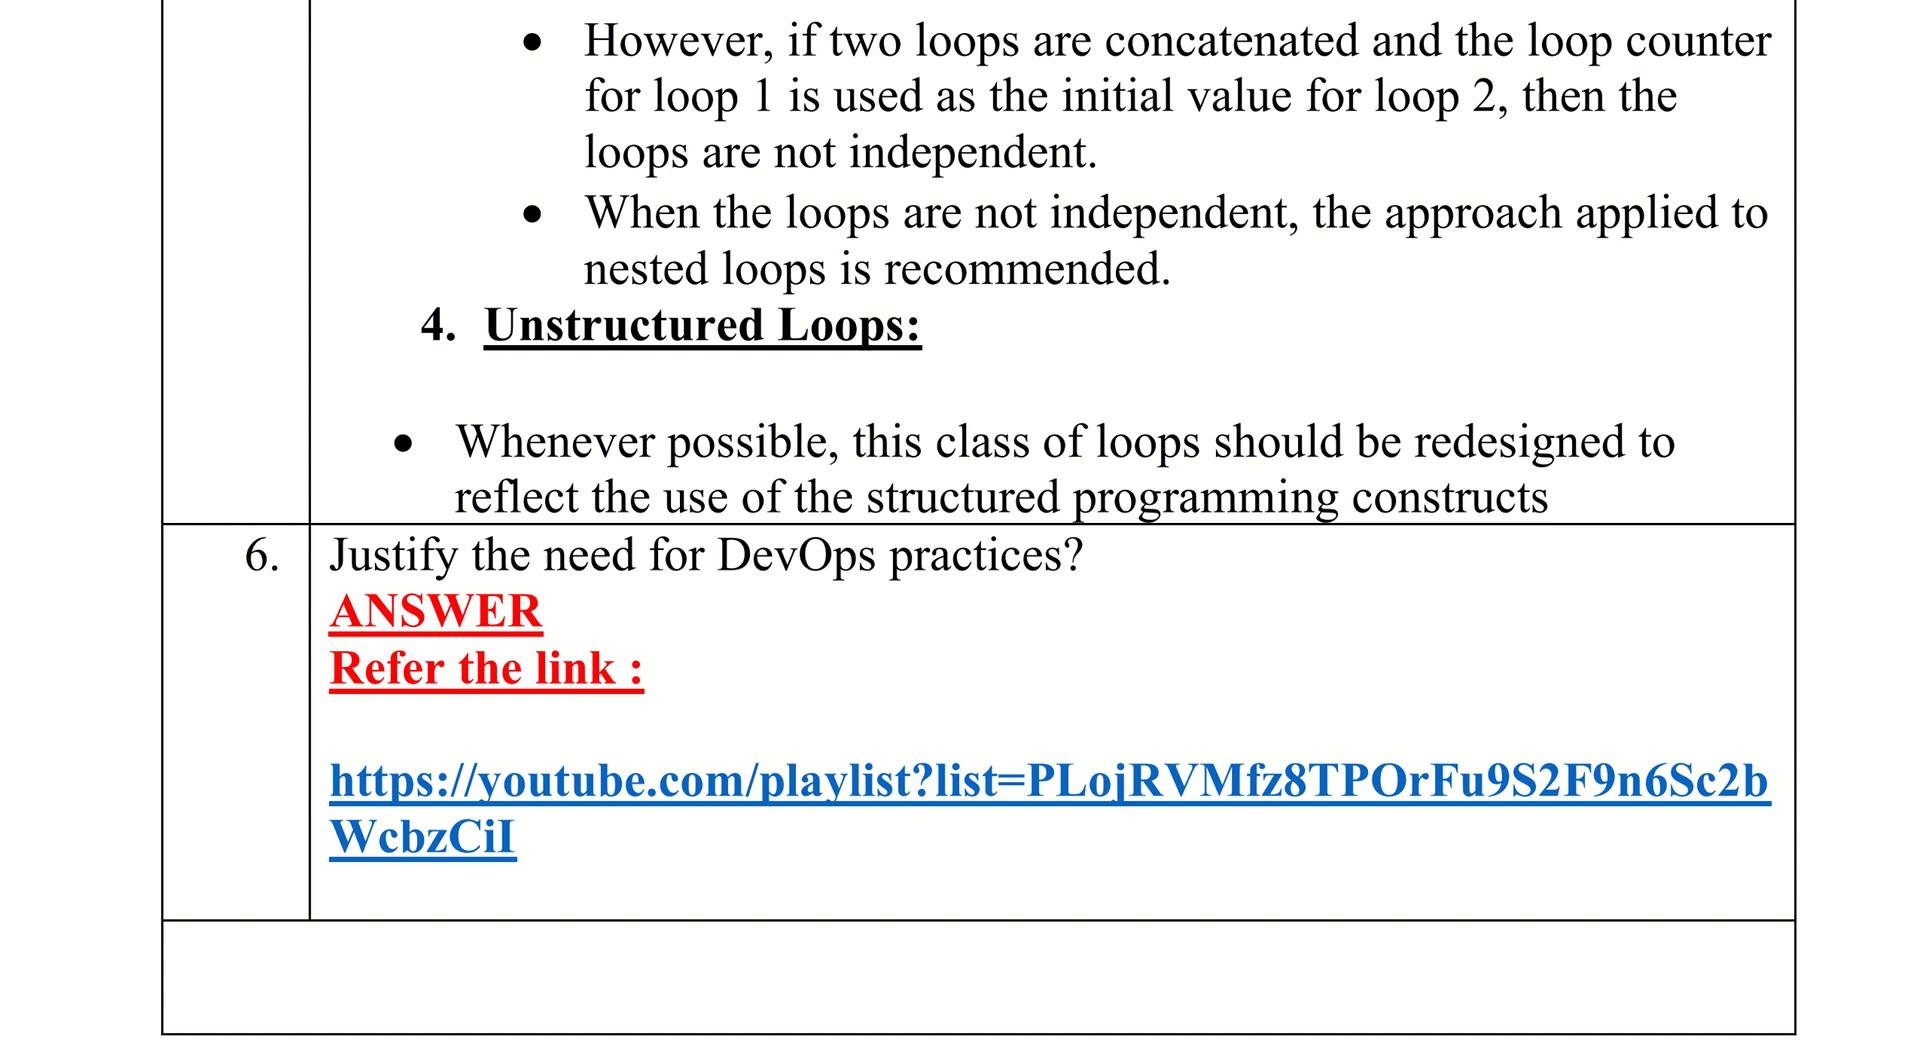 • However, if two loops are concatenated and the loop counter
for loop 1 is used as the initial value for loop 2, then the
loops are not independent.
• When the loops are not independent, the approach applied to
nested loops is recommended.
4. Unstructured Loops:
• Whenever possible, this class of loops should be redesigned to
reflect the use of the structured programming constructs
6. Justify the need for DevOps practices?
ANSWER
Refer the link :
https://youtube.com/playlist?list=PLojRVMfz8TPOrFu9S2F9n6Sc2b
WcbzCiI